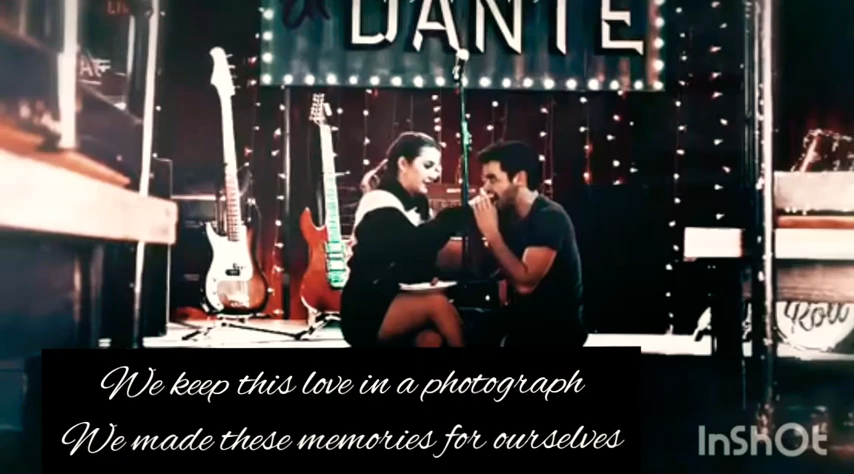 DANTE
We keep this love in a photograph
We made these memories for ourselves
InShOt